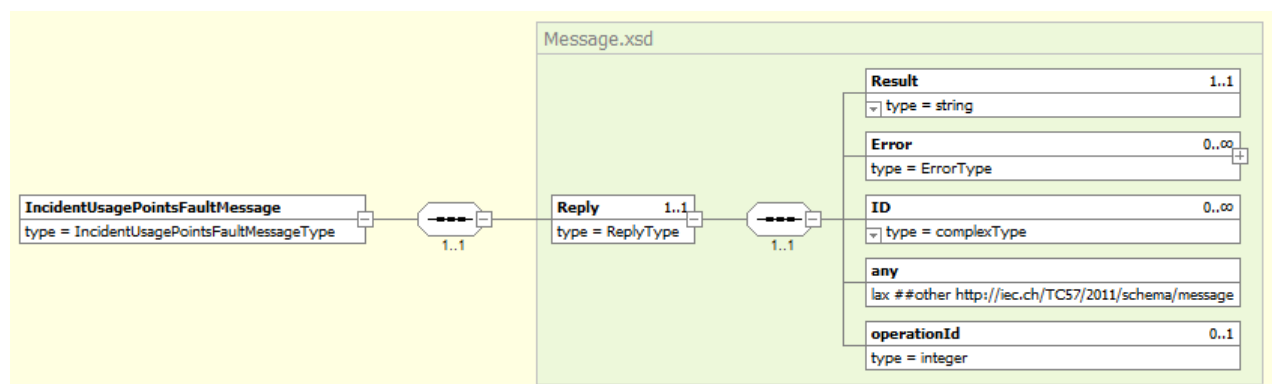 Message.xsd
Result 1..1
type = string
Error 0..∞
type = ErrorType
IncidentUsagePointsFaultMessage
type = IncidentUsagePointsFaultMessageType
1..1
Reply 1..1
type = ReplyType
1..1
ID 0..∞
type = complexType
any
lax ##other http://iec.ch/TC57/2011/schema/message
operationId 0..1
type = integer